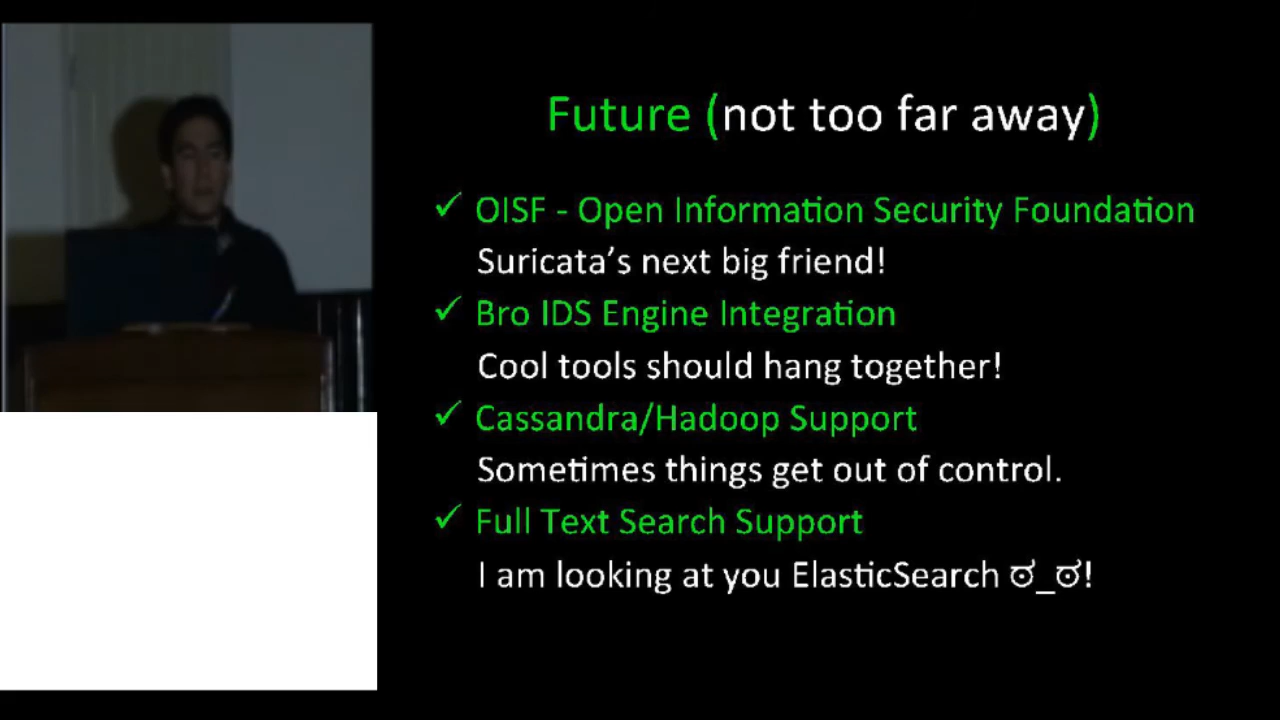 Future (not too far away)
✓ OISF - Open Information Security Foundation
Suricata’s next big friend!
✓ Bro IDS Engine Integration
Cool tools should hang together!
✓ Cassandra/Hadoop Support
Sometimes things get out of control.
✓ Full Text Search Support
I am looking at you ElasticSearch ಠ_ಠ!